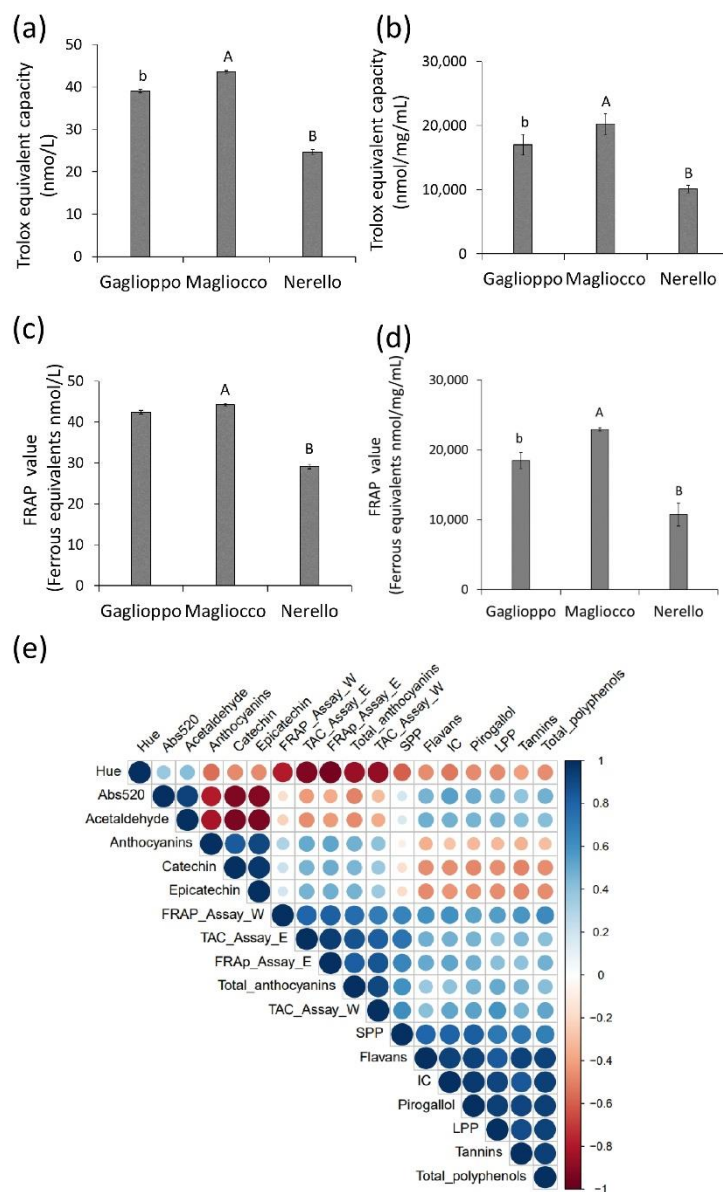 (a)
Trolox equivalent capacity
(nmo/L)
50
40
30
20
10
0
b
A
B
Gaglioppo Magliocco Nerello
(b)
Trolox equivalent capacity
(nmol/mg/mL)
30,000
20,000
10,000
0
b
A
B
Gaglioppo Magliocco Nerello
(c)
FRAP value
(Ferrous equivalents nmol/L)
50
40
30
20
10
0
A
B
Gaglioppo Magliocco Nerello
(d)
FRAP value
(Ferrous equivalents nmol/mg/mL)
30,000
20,000
10,000
0
b
A
B
Gaglioppo Magliocco Nerello
(e)
Hue
Abs520
Acetaldehyde
Anthocyanins
Catechin
Epicatechin
FRAP_Assay_W
TAC_Assay_E
FRAp_Assay_E
Total_anthocyanins
TAC_Assay_W
SPP
Flavans
IC
Pirogallol
LPP
Tannins
Total_polyphenols
Hue
Abs520
Acetaldehyde
Anthocyanins
Catechin
Epicatechin
FRAP_Assay_W
TAC_Assay_E
FRAp_Assay_E
Total_anthocyanins
TAC_Assay_W
SPP
Flavans
IC
Pirogallol
LPP
Tannins
Total_polyphenols
1
0.8
0.6
0.4
0.2
0
−0.2
−0.4
−0.6
−0.8
−1